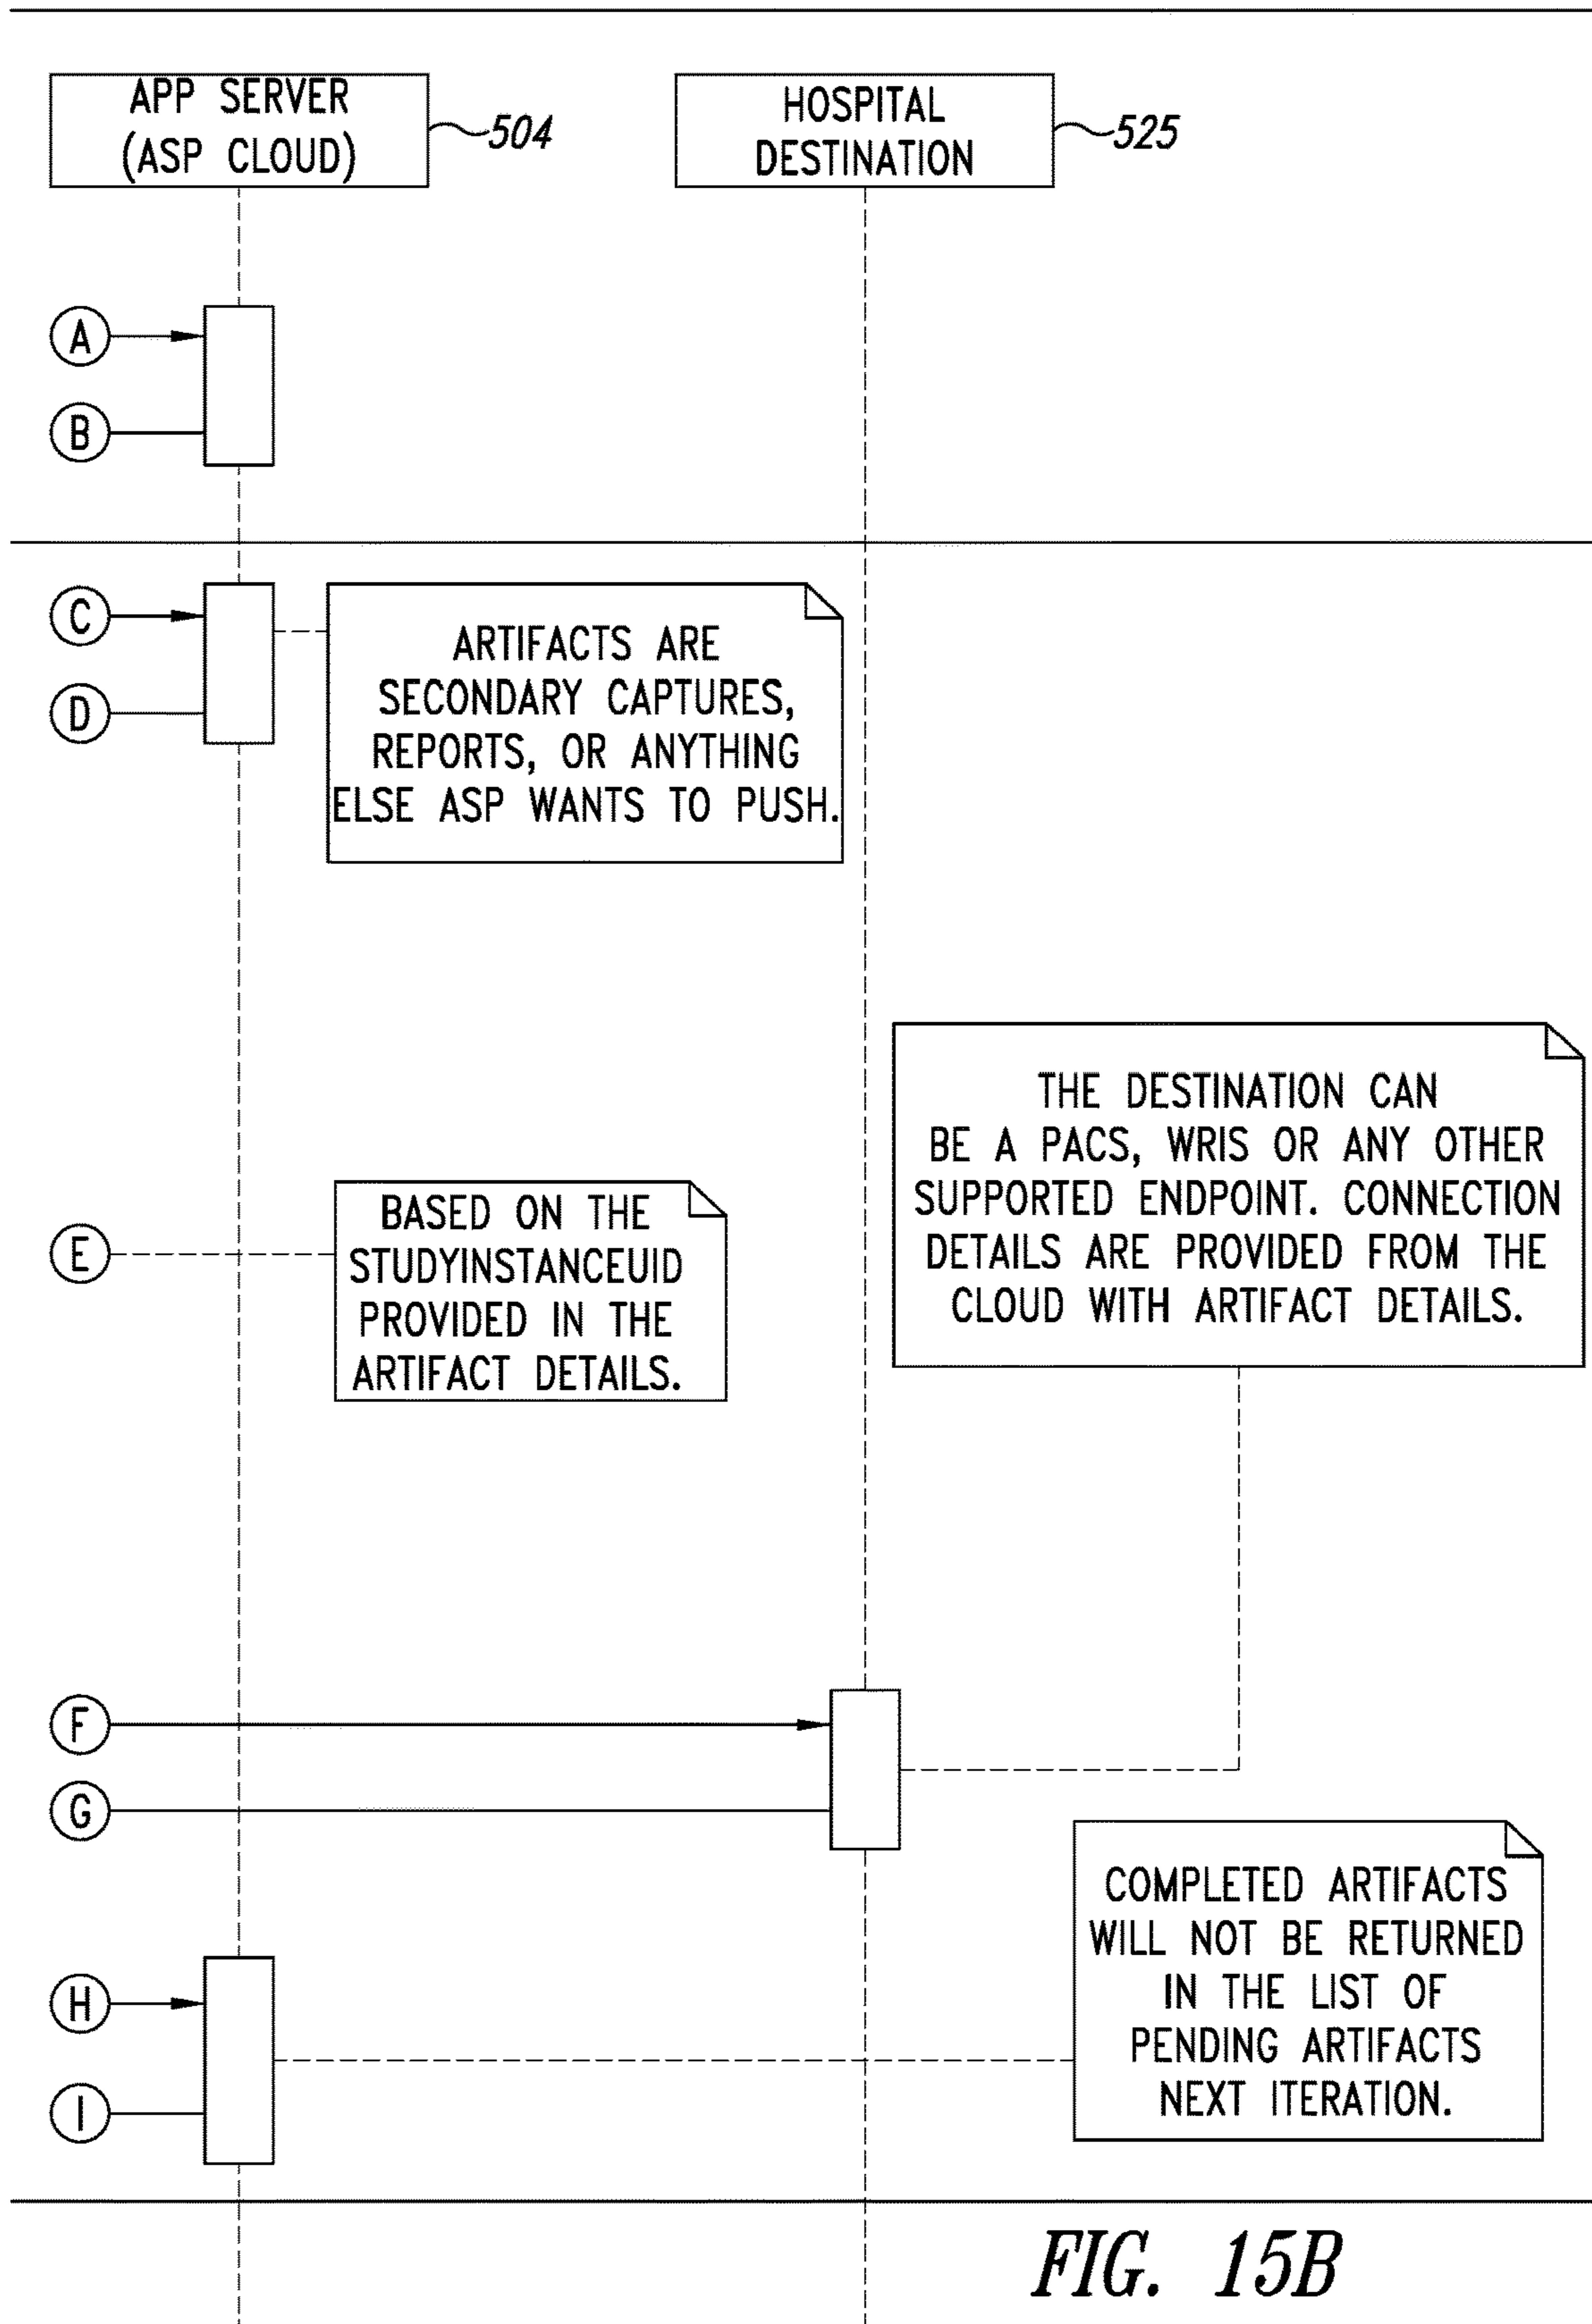 APP SERVER
(ASP CLOUD)
504
HOSPITAL
DESTINATION
525
A
B
C
D
ARTIFACTS ARE
SECONDARY CAPTURES,
REPORTS, OR ANYTHING
ELSE ASP WANTS TO PUSH.
THE DESTINATION CAN
BE A PACS, WRIS OR ANY OTHER
SUPPORTED ENDPOINT. CONNECTION
DETAILS ARE PROVIDED FROM THE
CLOUD WITH ARTIFACT DETAILS.
E
BASED ON THE
STUDYINSTANCEUID
PROVIDED IN THE
ARTIFACT DETAILS.
F
G
H
I
COMPLETED ARTIFACTS
WILL NOT BE RETURNED
IN THE LIST OF
PENDING ARTIFACTS
NEXT ITERATION.
FIG. 15B